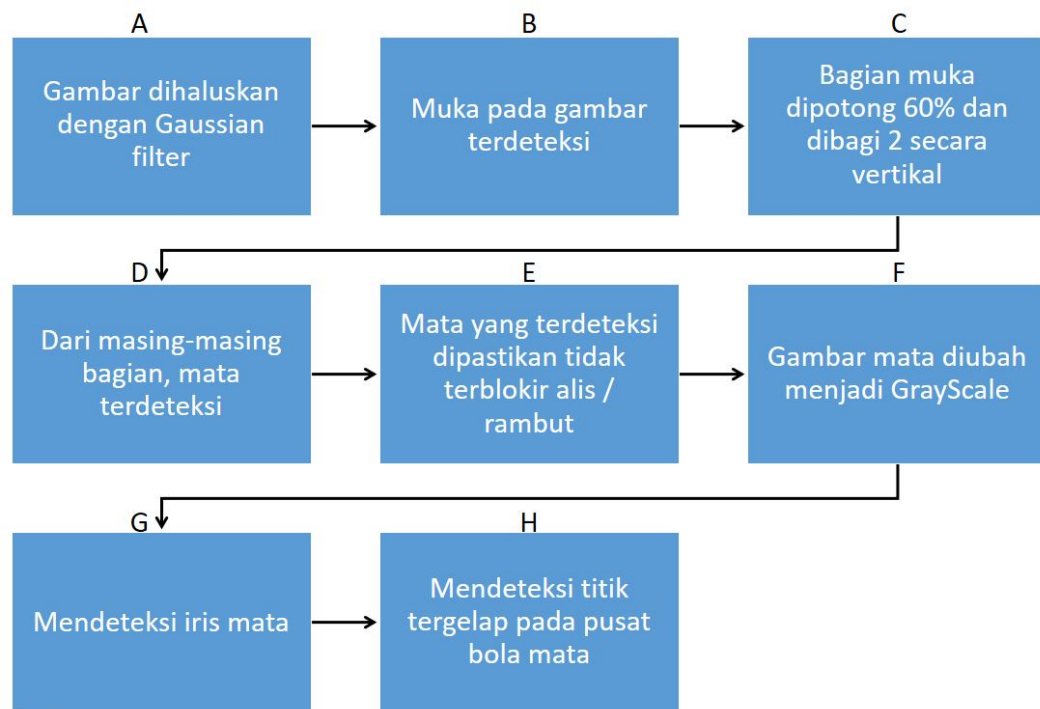 A
Gambar dihaluskan
dengan Gaussian
filter
B
Muka pada gambar
terdeteksi
C
Bagian muka
dipotong 60% dan
dibagi 2 secara
vertikal
D
Dari masing-masing
bagian, mata
terdeteksi
E
Mata yang terdeteksi
dipastikan tidak
terblokir alis /
rambut
F
Gambar mata diubah
menjadi GrayScale
G
Mendeteksi iris mata
H
Mendeteksi titik
tergelap pada pusat
bola mata